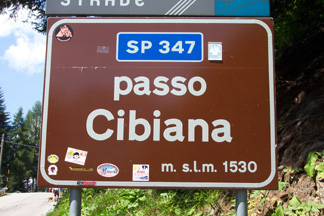 STRADE
SP 347
passo
Cibiana
m. s.l.m. 1530